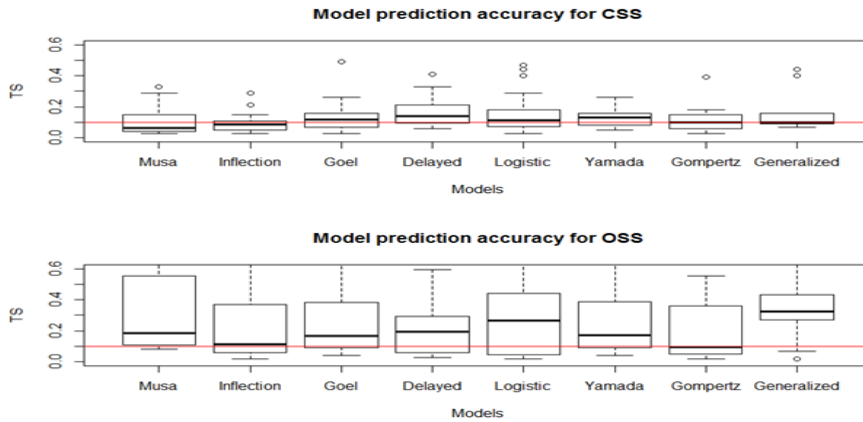 Model prediction accuracy for CSS
TS
0.6
0.4
0.2
0.0
Musa Inflection Goel Delayed Logistic Yamada Gompertz Generalized
Models
Model prediction accuracy for OSS
TS
0.6
0.4
0.2
0.0
Musa Inflection Goel Delayed Logistic Yamada Gompertz Generalized
Models